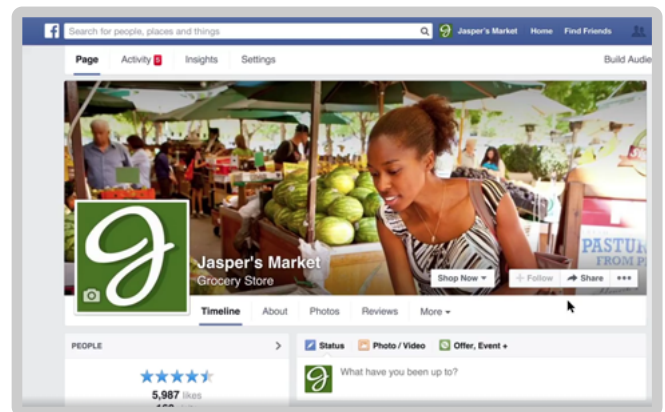 Search for people, places and things
Jasper's Market Home Find Friends
Page Activity 5 Insights Settings
Build Audie
PASTUR
FROM P
Jasper's Market
Grocery Store
Shop Now
+ Follow Share
Timeline About Photos Reviews More
PEOPLE
Status Photo / Video Offer, Event +
What have you been up to?
5,987 likes